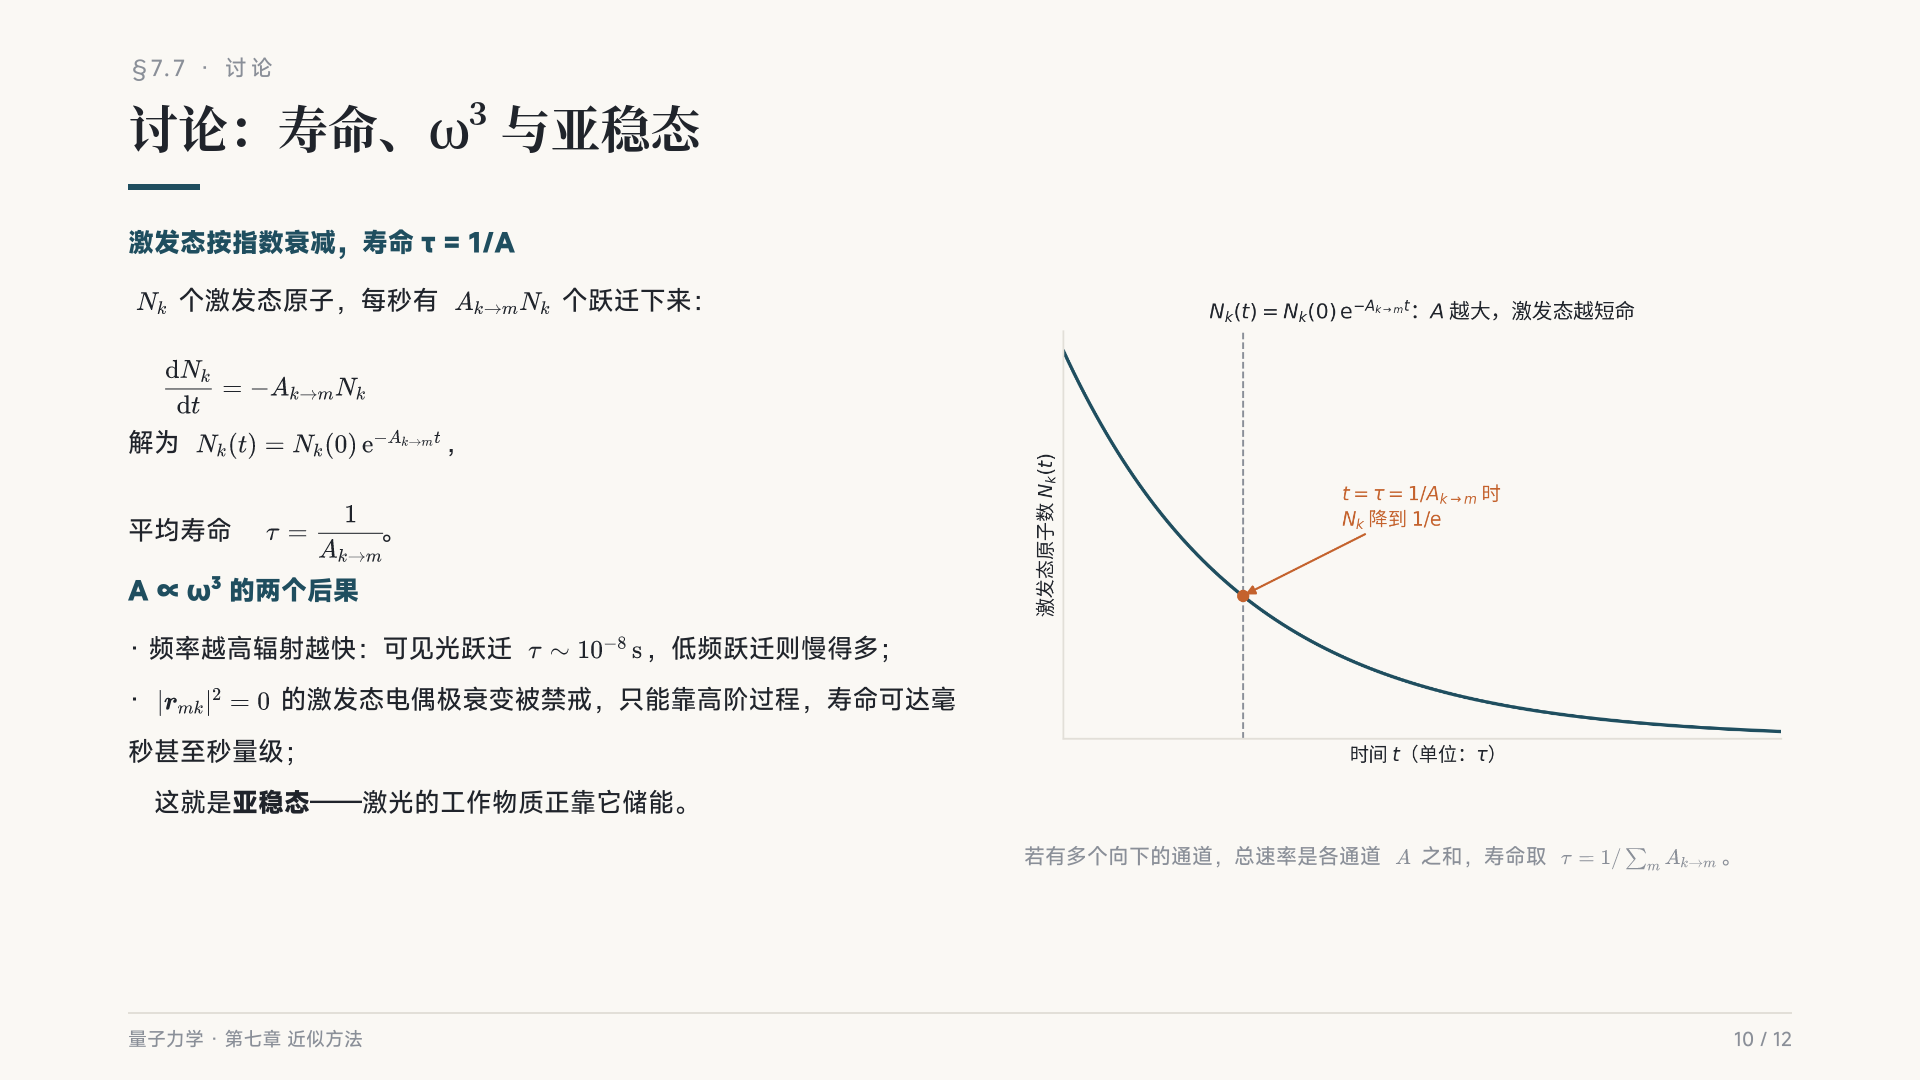 §7.7 · 讨论
讨论：寿命、ω³ 与亚稳态
激发态按指数衰减，寿命 τ = 1/A
N_k 个激发态原子，每秒有 A_{k→m}N_k 个跃迁下来：
dN_k/dt = −A_{k→m}N_k
解为 N_k(t) = N_k(0) e^{−A_{k→m}t}，
平均寿命 τ = 1/A_{k→m}。
A ∝ ω³ 的两个后果
· 频率越高辐射越快：可见光跃迁 τ ∼ 10⁻⁸ s，低频跃迁则慢得多；
· |r_{mk}|² = 0 的激发态电偶极衰变被禁戒，只能靠高阶过程，寿命可达毫
秒甚至秒量级；
这就是亚稳态——激光的工作物质正靠它储能。
N_k(t) = N_k(0) e^{−A_{k→m}t}：A 越大，激发态越短命
激发态原子数 N_k(t)
t = τ = 1/A_{k→m} 时
N_k 降到 1/e
时间 t（单位：τ）
若有多个向下的通道，总速率是各通道 A 之和，寿命取 τ = 1/∑_m A_{k→m}。
量子力学 · 第七章 近似方法
10 / 12